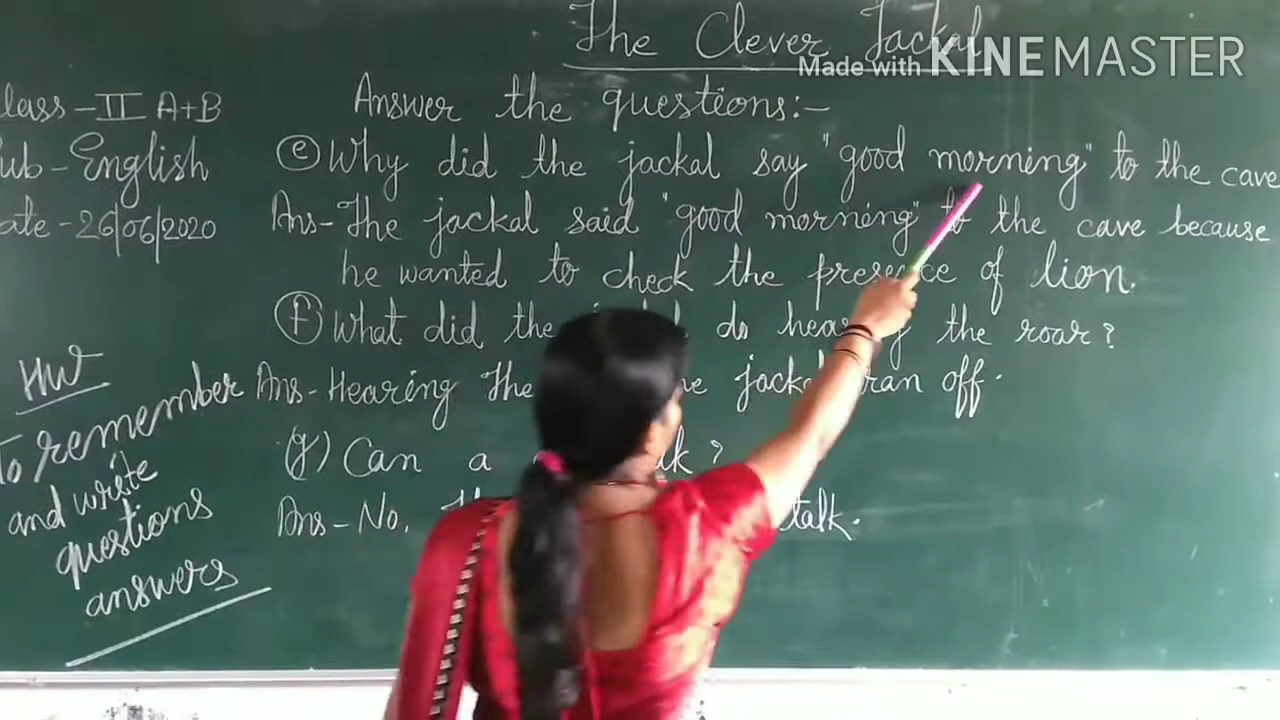 The Clever Jackal
Made with KINEMASTER
lass - II A+B
ub - English
ate - 26/06/2020
Answer the questions:-
(e) Why did the jackal say "good morning" to the cave
Ans - The jackal said "good morning" to the cave because
he wanted to check the presence of lion.
(f) What did the do hearing the roar?
Ans - Hearing the jackal ran off.
(g) Can a ?
Ans - No. talk.
HW
To remember
and write
questions
answers